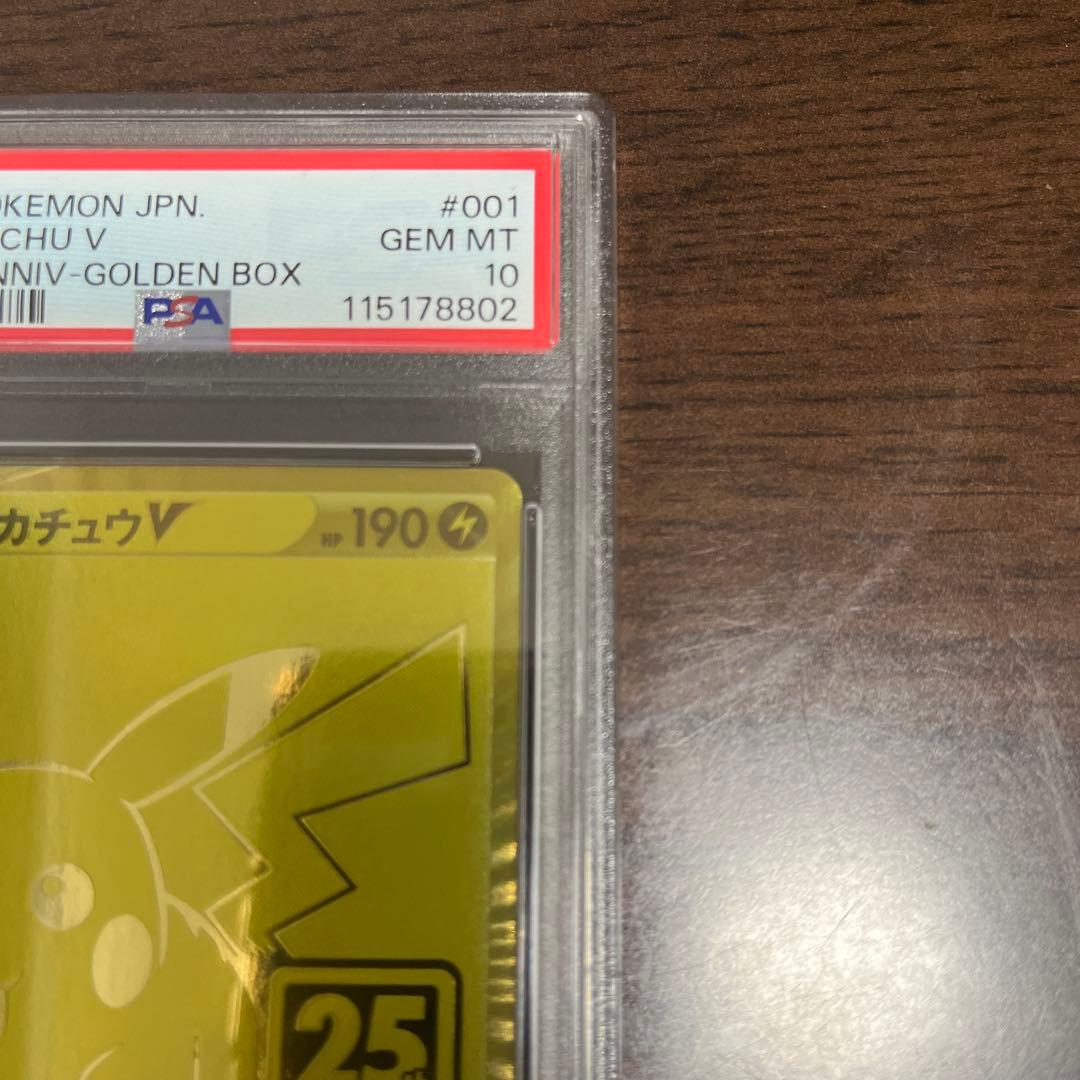 OKEMON JPN. #001
CHU V GEM MT
NNIV-GOLDEN BOX 10
PSA 115178802
カチュウV HP 190
25